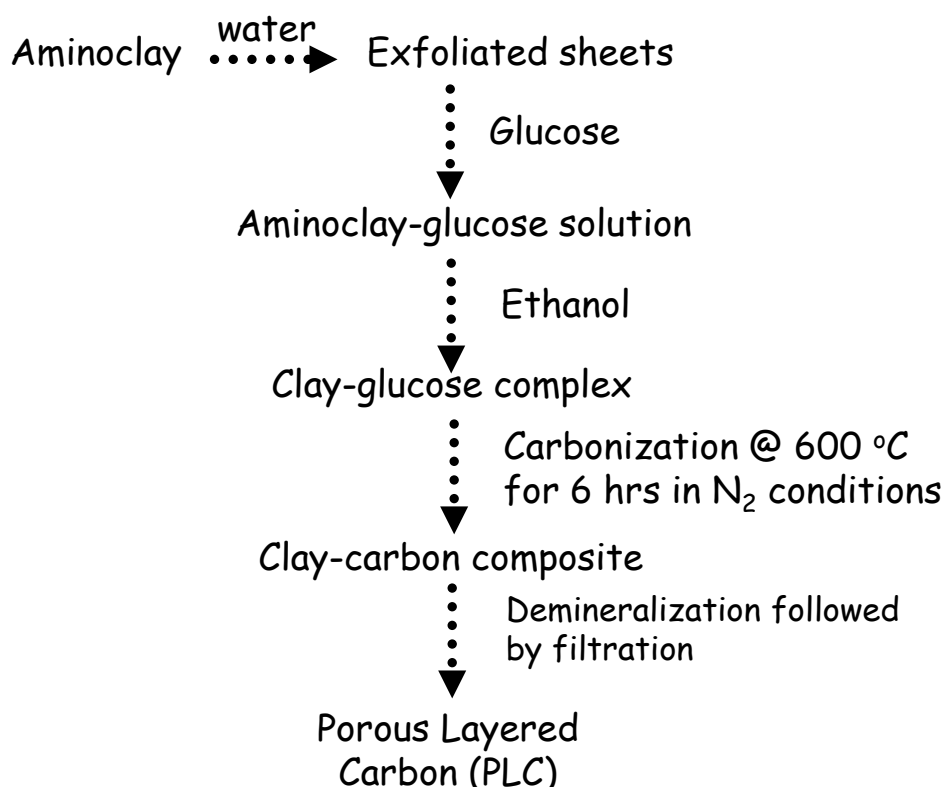 Aminoclay
water
Exfoliated sheets
Glucose
Aminoclay-glucose solution
Ethanol
Clay-glucose complex
Carbonization @ 600 ºC
for 6 hrs in N₂ conditions
Clay-carbon composite
Demineralization followed
by filtration
Porous Layered
Carbon (PLC)